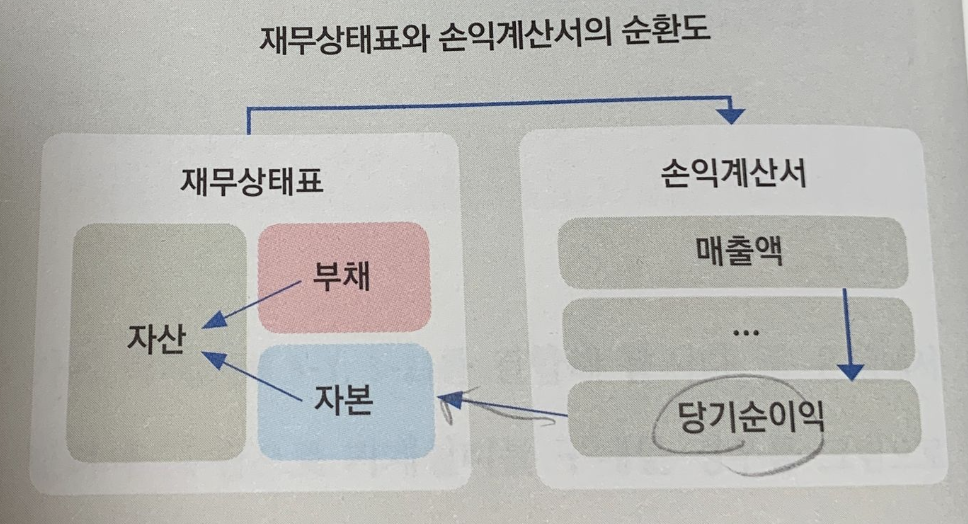 재무상태표와 손익계산서의 순환도
재무상태표
자산
부채
자본
손익계산서
매출액
...
당기순이익